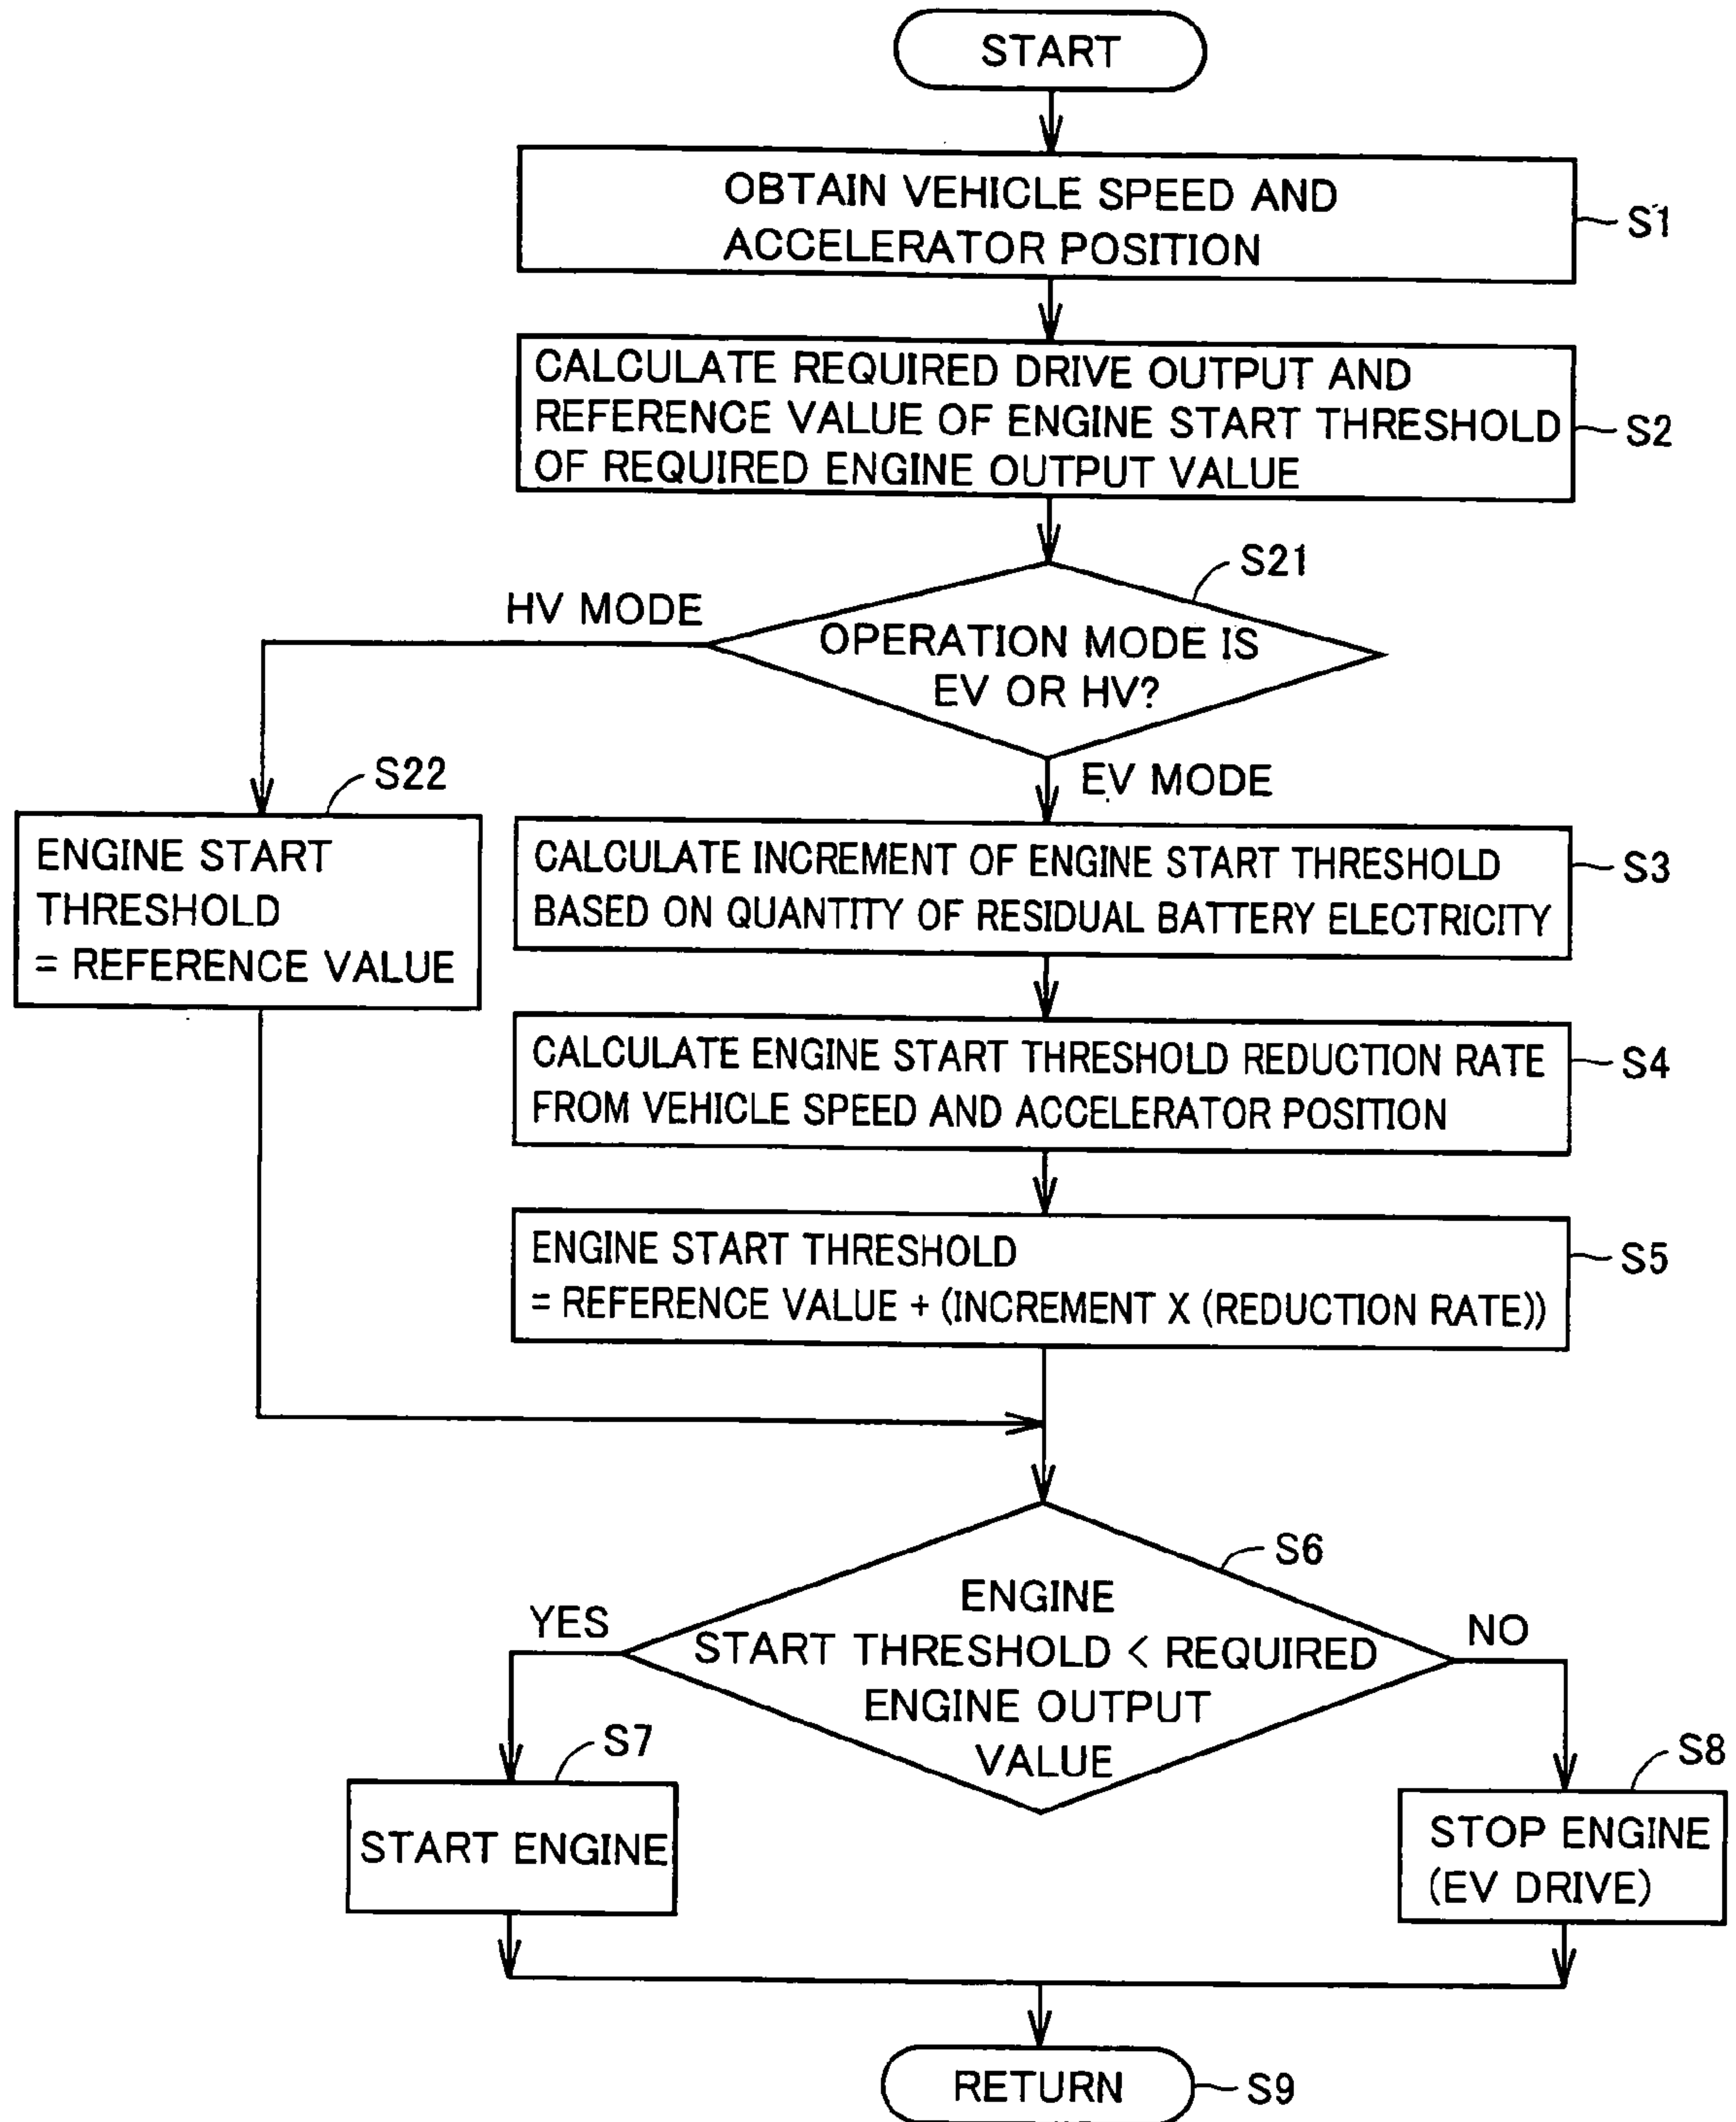 START
OBTAIN VEHICLE SPEED AND
ACCELERATOR POSITION
S1
CALCULATE REQUIRED DRIVE OUTPUT AND
REFERENCE VALUE OF ENGINE START THRESHOLD
OF REQUIRED ENGINE OUTPUT VALUE
S2
S21
HV MODE
OPERATION MODE IS
EV OR HV?
EV MODE
S22
ENGINE START
THRESHOLD
= REFERENCE VALUE
CALCULATE INCREMENT OF ENGINE START THRESHOLD
BASED ON QUANTITY OF RESIDUAL BATTERY ELECTRICITY
S3
CALCULATE ENGINE START THRESHOLD REDUCTION RATE
FROM VEHICLE SPEED AND ACCELERATOR POSITION
S4
ENGINE START THRESHOLD
= REFERENCE VALUE + (INCREMENT X (REDUCTION RATE))
S5
S6
YES
ENGINE
START THRESHOLD < REQUIRED
ENGINE OUTPUT
VALUE
NO
S7
START ENGINE
S8
STOP ENGINE
(EV DRIVE)
RETURN
S9